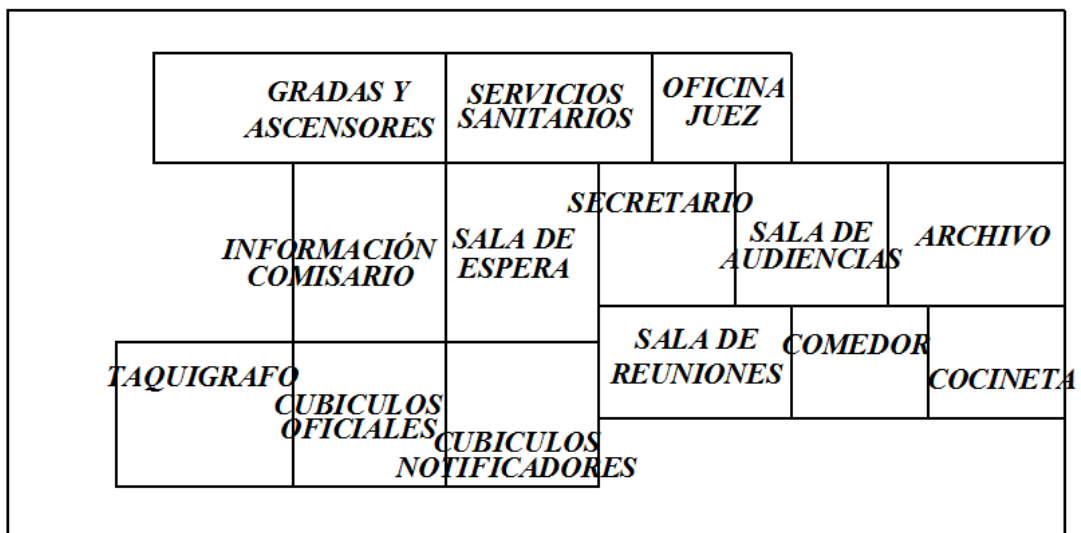 GRADAS Y
ASCENSORES
SERVICIOS
SANITARIOS
OFICINA
JUEZ
INFORMACIÓN
COMISARIO
SALA DE
ESPERA
SECRETARIO
SALA DE
AUDIENCIAS
ARCHIVO
TAQUIGRAFO
CUBICULOS
OFICIALES
CUBICULOS
NOTIFICADORES
SALA DE
REUNIONES
COMEDOR
COCINETA